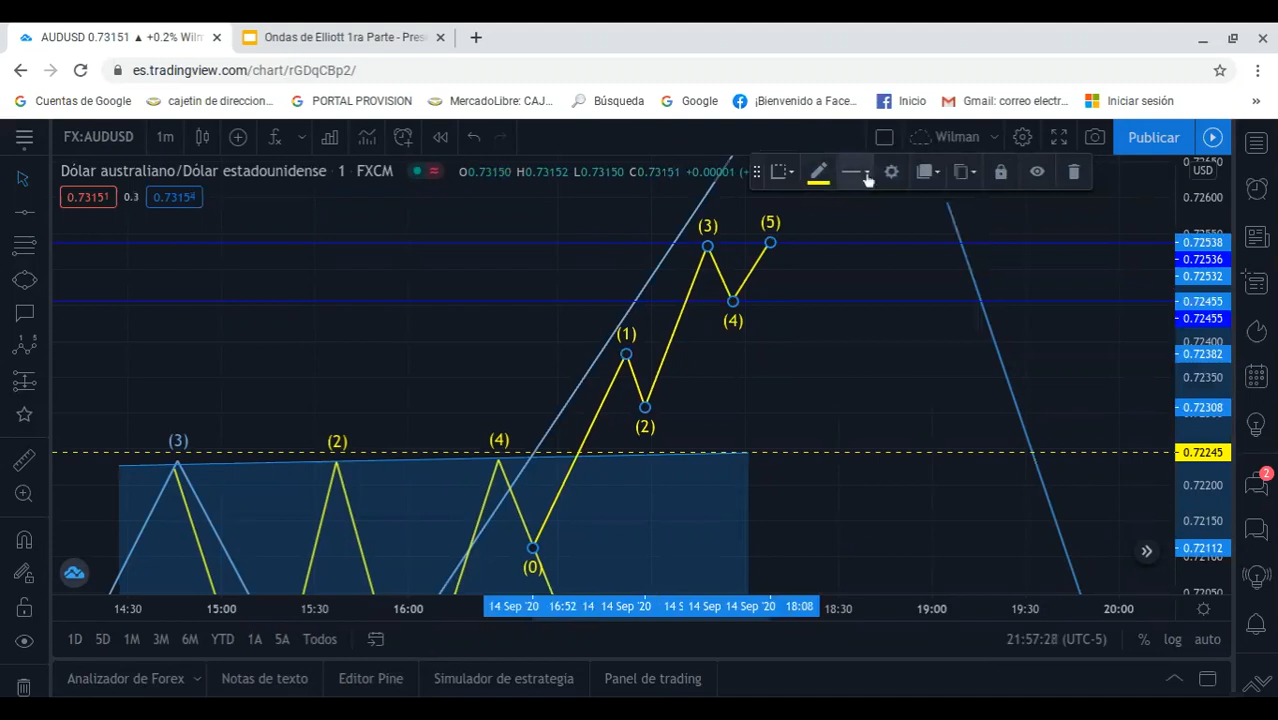 AUDUSD 0.73151 ▲ +0.2% Wilm
Ondas de Elliott 1ra Parte - Pres
es.tradingview.com/chart/rGDqCBp2/
Cuentas de Google
cajetin de direccion...
PORTAL PROVISION
MercadoLibre: CAJ...
Búsqueda
Google
¡Bienvenido a Face...
Inicio
Gmail: correo electr...
Iniciar sesión
FX:AUDUSD
1m
Wilman
Publicar
Dólar australiano/Dólar estadounidense · 1 · FXCM
O0.73150 H0.73152 L0.73150 C0.73151 +0.00001 (+
0.73151
0.3
0.73154
0.72450
USD
0.72600
0.72538
0.72536
0.72532
0.72455
0.72455
0.72400
0.72382
0.72350
0.72308
0.72245
0.72200
0.72150
0.72112
0.72050
(3)
(5)
(4)
(1)
(2)
(3)
(2)
(4)
(0)
14:30
15:00
15:30
16:00
14 Sep '20 16:52
14
14 Sep '20
14 S
14 Sep '20
14 Sep '20 18:08
18:30
19:00
19:30
20:00
1D 5D 1M 3M 6M YTD 1A 5A Todos
21:57:28 (UTC-5)
% log auto
Analizador de Forex
Notas de texto
Editor Pine
Simulador de estrategia
Panel de trading
2